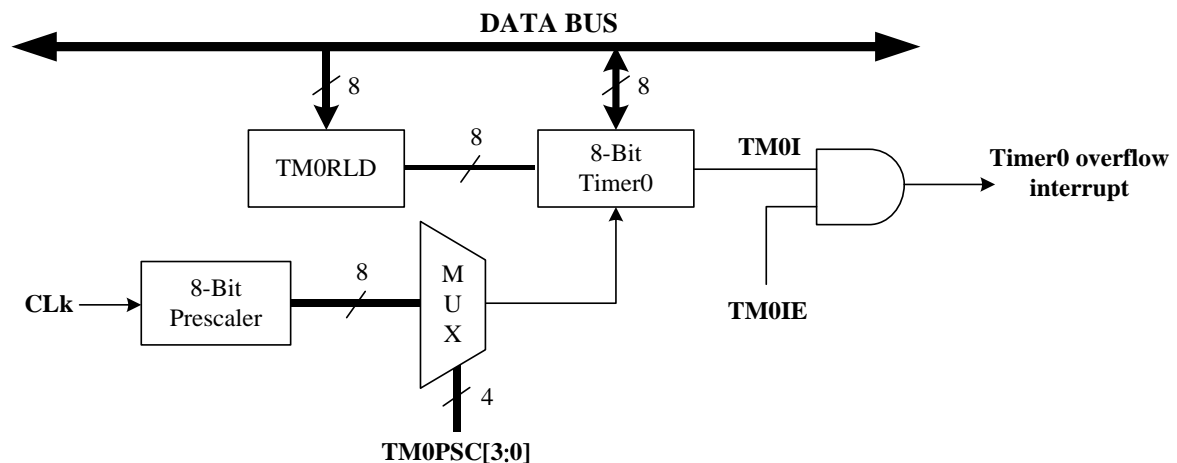 DATA BUS
8
8
TM0RLD
8
8-Bit
Timer0
TM0I
Timer0 overflow
interrupt
CLk
8-Bit
Prescaler
8
M
U
X
TM0IE
4
TM0PSC[3:0]